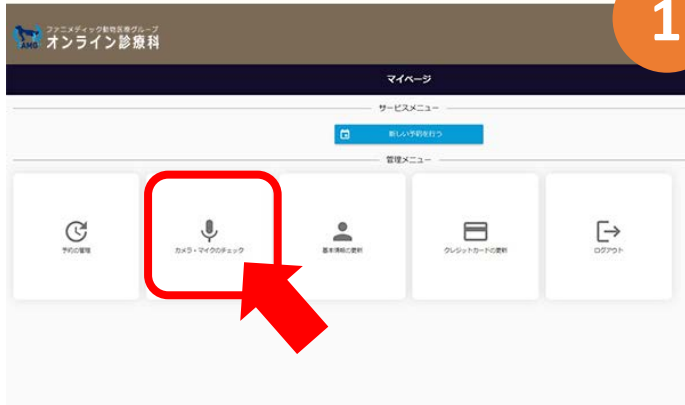 1
ファニメディック動物医療グループ
AMG オンライン診療科
マイページ
サービスメニュー
新しい予約を行う
管理メニュー
予約の管理
カメラ・マイクのチェック
基本情報の更新
クレジットカードの更新
ログアウト